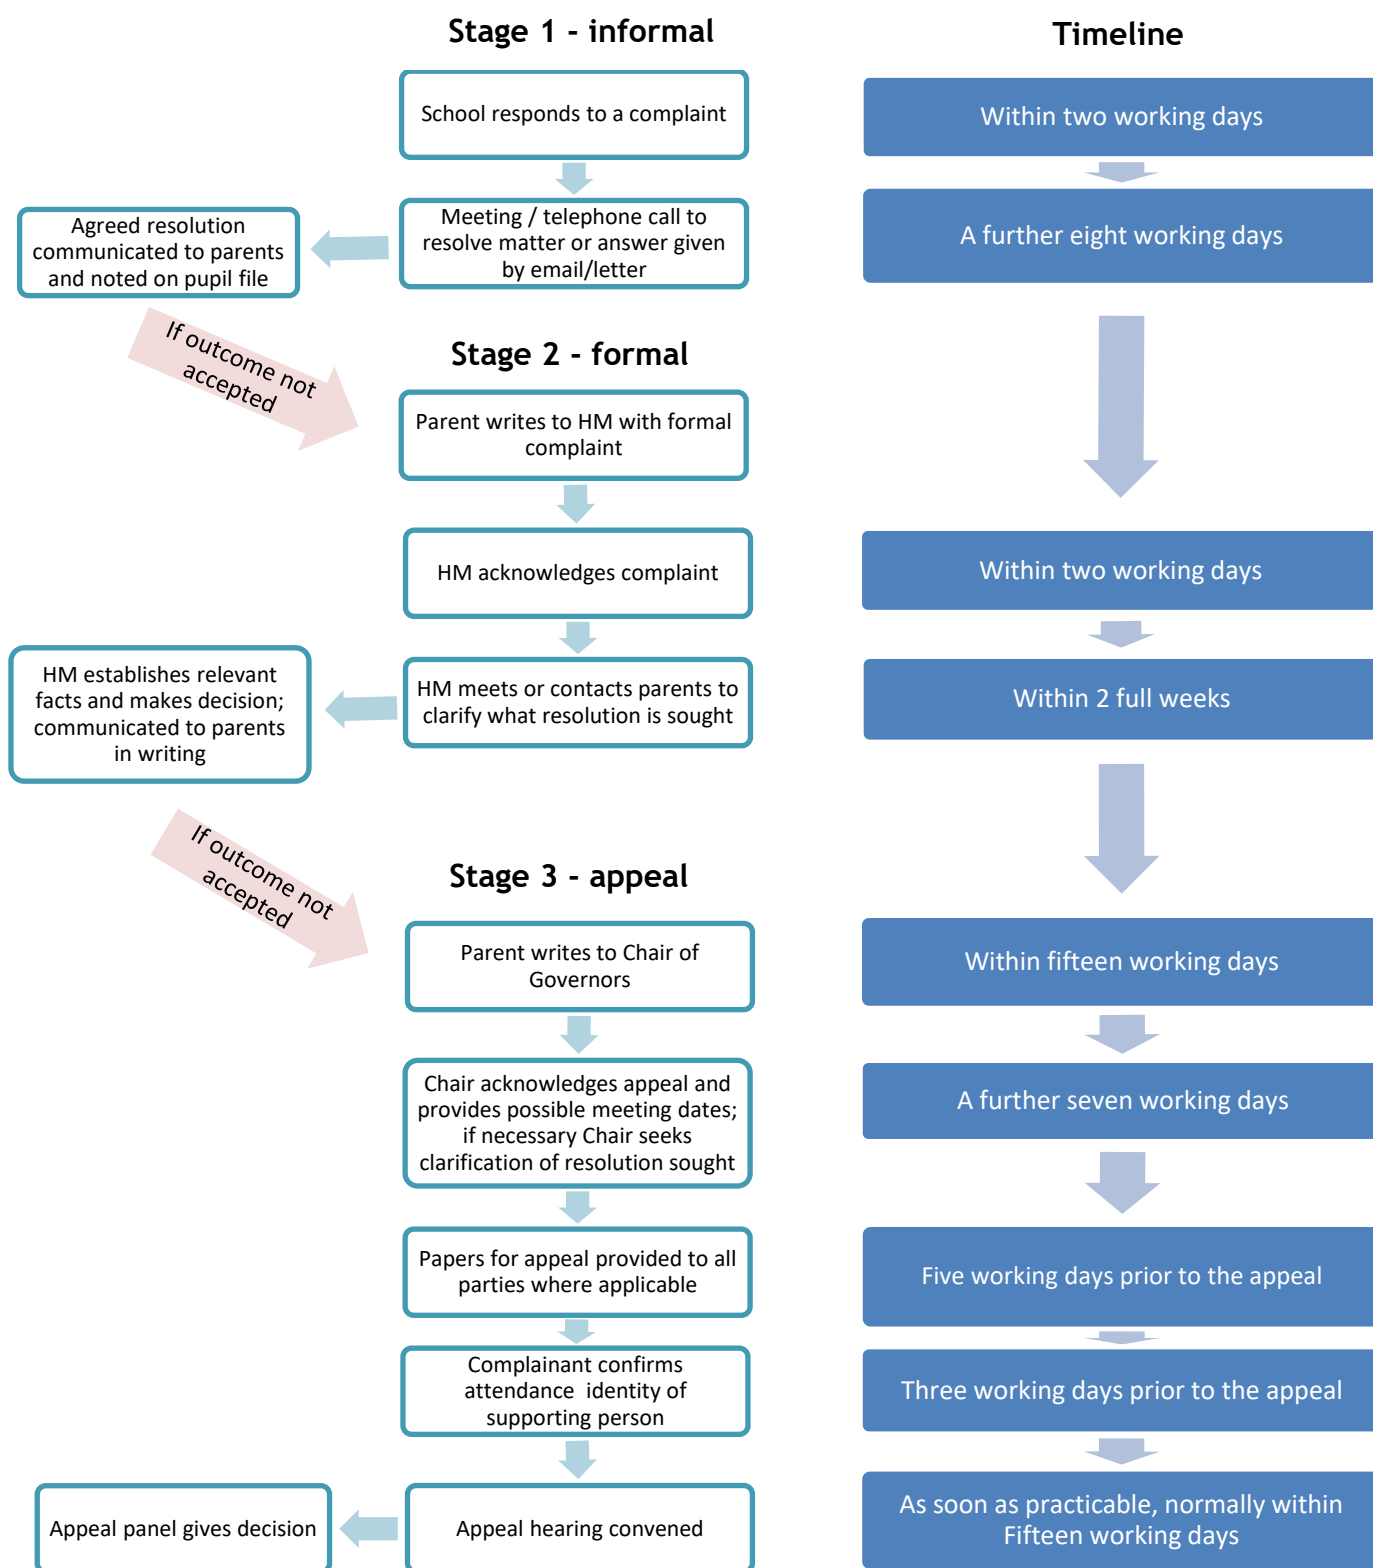 Stage 1 - informal
Timeline
School responds to a complaint
Within two working days
Agreed resolution
communicated to parents
and noted on pupil file
Meeting / telephone call to
resolve matter or answer given
by email/letter
A further eight working days
If outcome not
accepted
Stage 2 - formal
Parent writes to HM with formal
complaint
HM acknowledges complaint
Within two working days
HM establishes relevant
facts and makes decision;
communicated to parents
in writing
HM meets or contacts parents to
clarify what resolution is sought
Within 2 full weeks
If outcome not
accepted
Stage 3 - appeal
Parent writes to Chair of
Governors
Within fifteen working days
Chair acknowledges appeal and
provides possible meeting dates;
if necessary Chair seeks
clarification of resolution sought
A further seven working days
Papers for appeal provided to all
parties where applicable
Five working days prior to the appeal
Complainant confirms
attendance  identity of
supporting person
Three working days prior to the appeal
Appeal panel gives decision
Appeal hearing convened
As soon as practicable, normally within
Fifteen working days